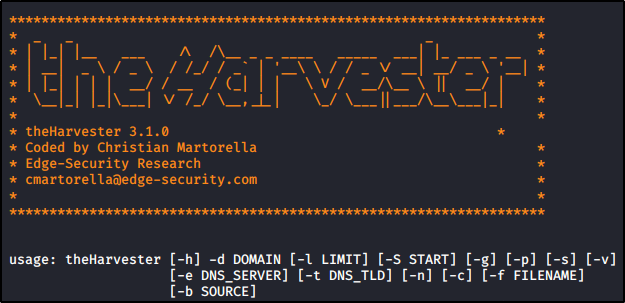 theHarvester
* theHarvester 3.1.0 *
* Coded by Christian Martorella *
* Edge-Security Research *
* cmartorella@edge-security.com *
usage: theHarvester [-h] -d DOMAIN [-l LIMIT] [-S START] [-g] [-p] [-s] [-v]
[-e DNS_SERVER] [-t DNS_TLD] [-n] [-c] [-f FILENAME]
[-b SOURCE]